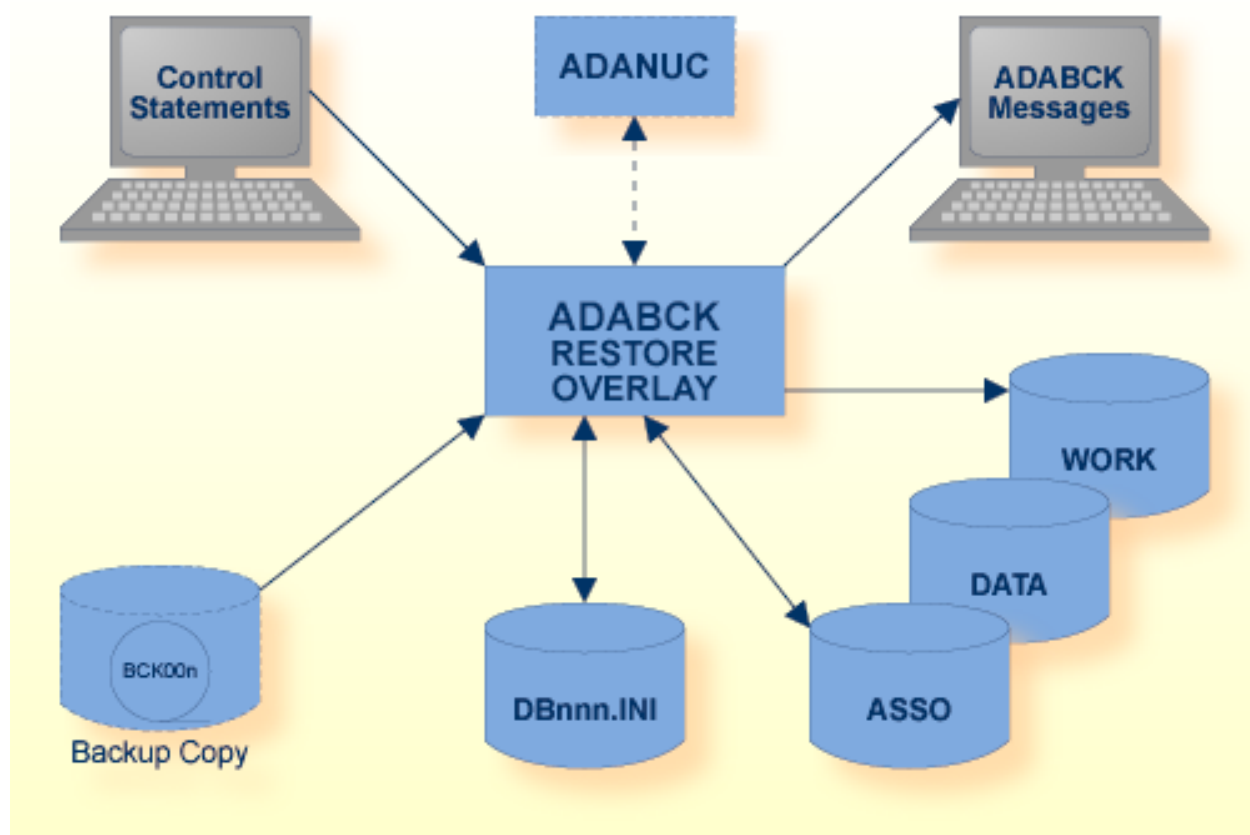 Control
Statements
ADANUC
ADABCK
Messages
ADABCK
RESTORE
OVERLAY
WORK
DATA
ASSO
DBnnn.INI
BCK00n
Backup Copy